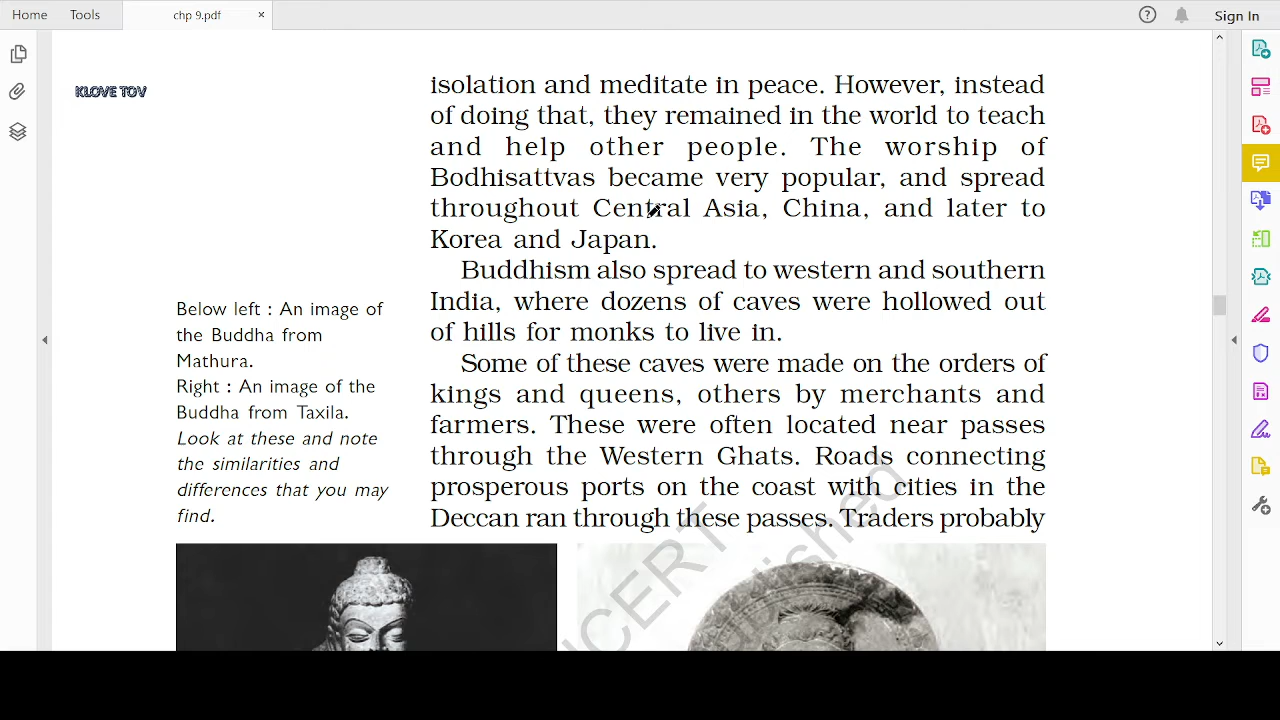 Home Tools chp 9.pdf × Sign In
KLOVE TOV
isolation and meditate in peace. However, instead
of doing that, they remained in the world to teach
and help other people. The worship of
Bodhisattvas became very popular, and spread
throughout Central Asia, China, and later to
Korea and Japan.
Buddhism also spread to western and southern
India, where dozens of caves were hollowed out
of hills for monks to live in.
Some of these caves were made on the orders of
kings and queens, others by merchants and
farmers. These were often located near passes
through the Western Ghats. Roads connecting
prosperous ports on the coast with cities in the
Deccan ran through these passes. Traders probably
Below left : An image of
the Buddha from
Mathura.
Right : An image of the
Buddha from Taxila.
Look at these and note
the similarities and
differences that you may
find.